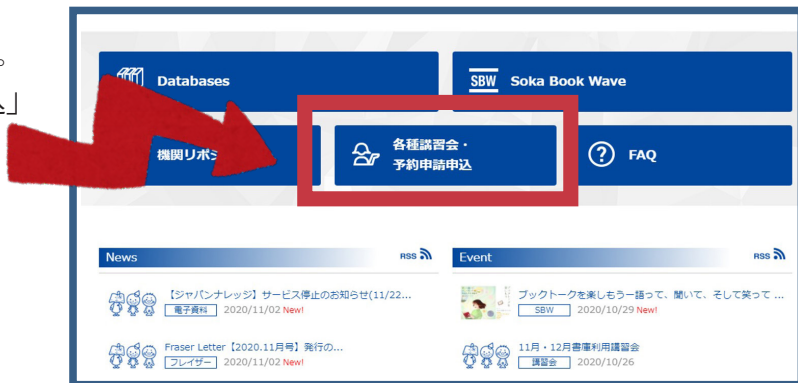 。
」
Databases
SBW Soka Book Wave
機関リポジ
各種講習会・
予約申請申込
? FAQ
News
RSS
Event
RSS
【ジャパンナレッジ】サービス停止のお知らせ(11/22...
電子資料 2020/11/02 New!
ブックトークを楽しもうー語って、聞いて、そして笑って ...
SBW 2020/10/29 New!
Fraser Letter【2020.11月号】発行の...
フレイザー 2020/11/02 New!
11月・12月書庫利用講習会
講習会 2020/10/26